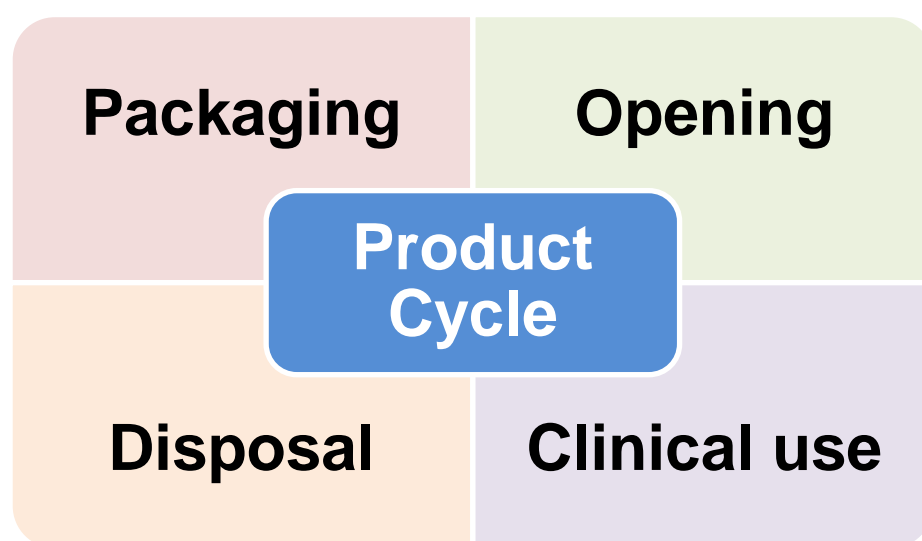 Packaging
Opening
Product
Cycle
Disposal
Clinical use